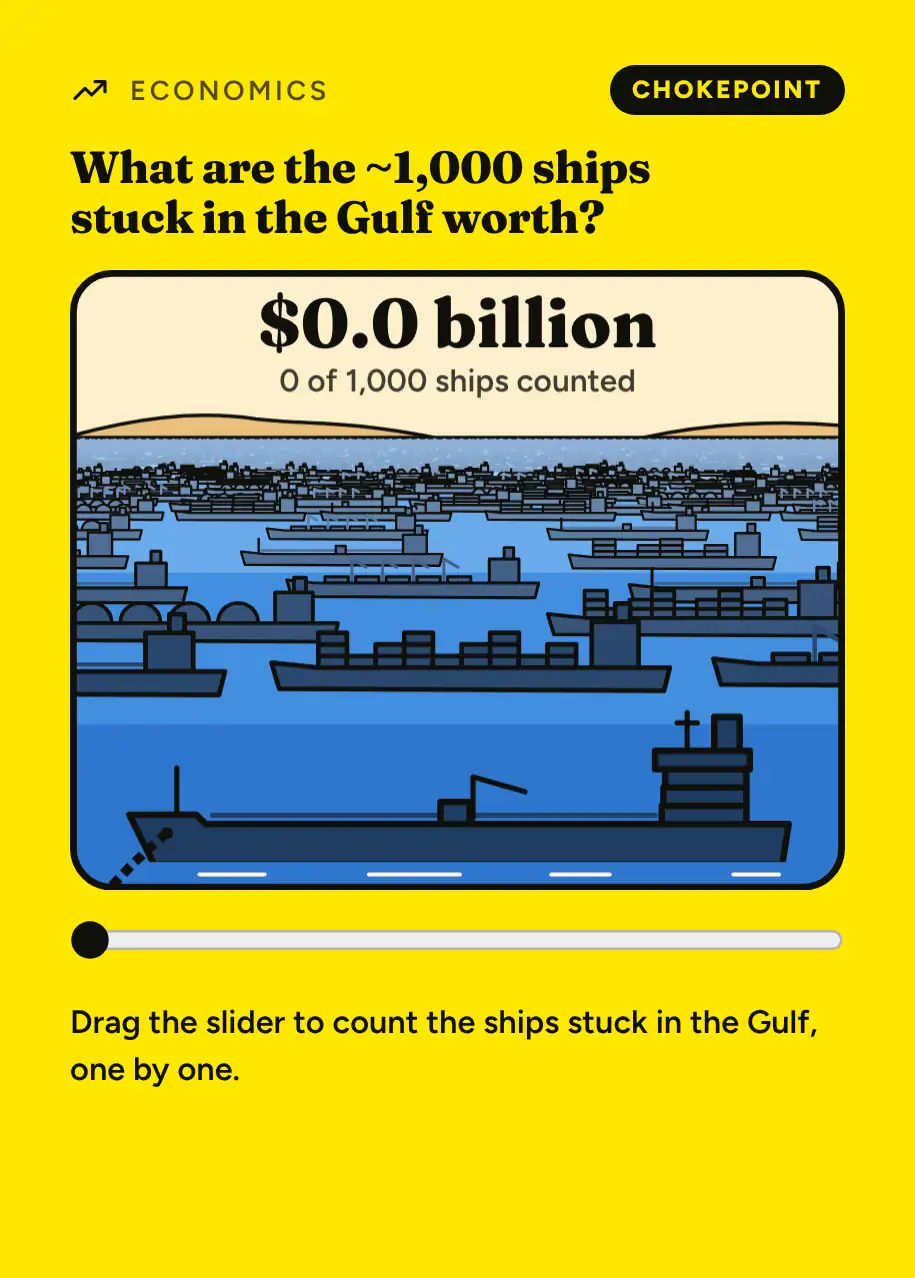 ECONOMICS
CHOKEPOINT
What are the ~1,000 ships
stuck in the Gulf worth?
$0.0 billion
0 of 1,000 ships counted
Drag the slider to count the ships stuck in the Gulf,
one by one.